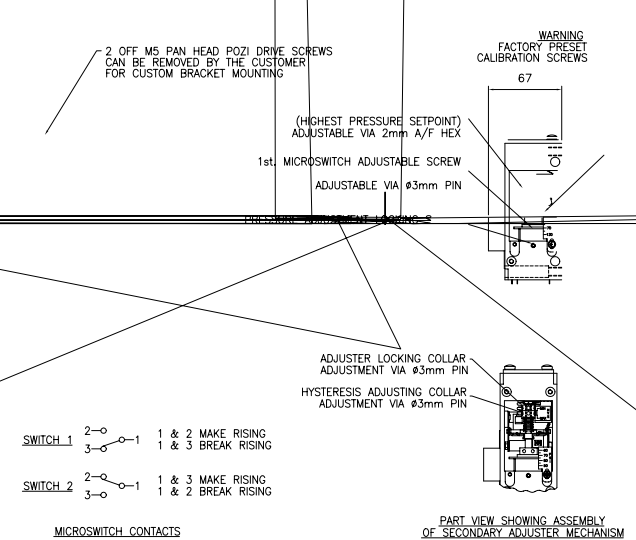 2 OFF M5 PAN HEAD POZI DRIVE SCREWS
CAN BE REMOVED BY THE CUSTOMER
FOR CUSTOM BRACKET MOUNTING
WARNING
FACTORY PRESET
CALIBRATION SCREWS
67
(HIGHEST PRESSURE SETPOINT)
ADJUSTABLE VIA 2mm A/F HEX
1st. MICROSWITCH ADJUSTABLE SCREW
ADJUSTABLE VIA ø3mm PIN
1
ADJUSTER LOCKING COLLAR
ADJUSTMENT VIA ø3mm PIN
HYSTERESIS ADJUSTING COLLAR
ADJUSTMENT VIA ø3mm PIN
SWITCH 1
2
3
1
1 & 2 MAKE RISING
1 & 3 BREAK RISING
SWITCH 2
2
3
1
1 & 3 MAKE RISING
1 & 2 BREAK RISING
MICROSWITCH CONTACTS
PART VIEW SHOWING ASSEMBLY
OF SECONDARY ADJUSTER MECHANISM